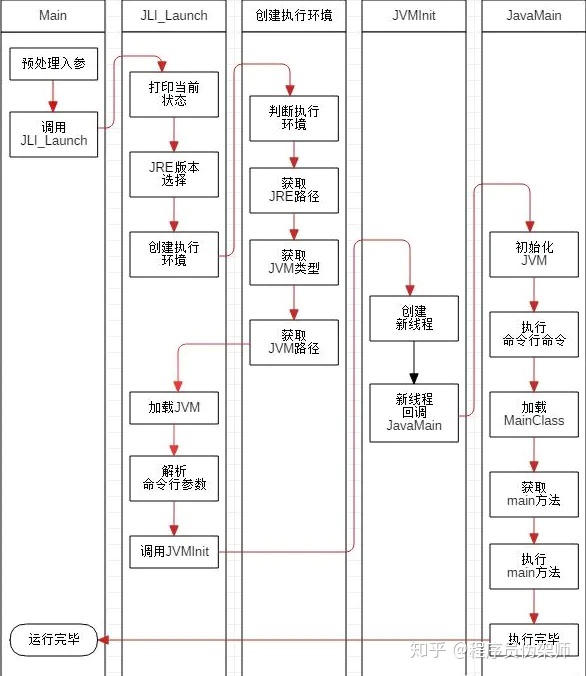 Main
JLI_Launch
创建执行环境
JVMInit
JavaMain
预处理入参
调用
JLI_Launch
打印当前
状态
JRE版本
选择
创建执行
环境
判断执行
环境
获取
JRE路径
获取
JVM类型
获取
JVM路径
加载JVM
解析
命令行参数
调用JVMInit
创建
新线程
新线程
回调
JavaMain
初始化
JVM
执行
命令行命令
加载
MainClass
获取
main方法
执行
main方法
执行完毕
运行完毕
知乎 @程序员伪架师